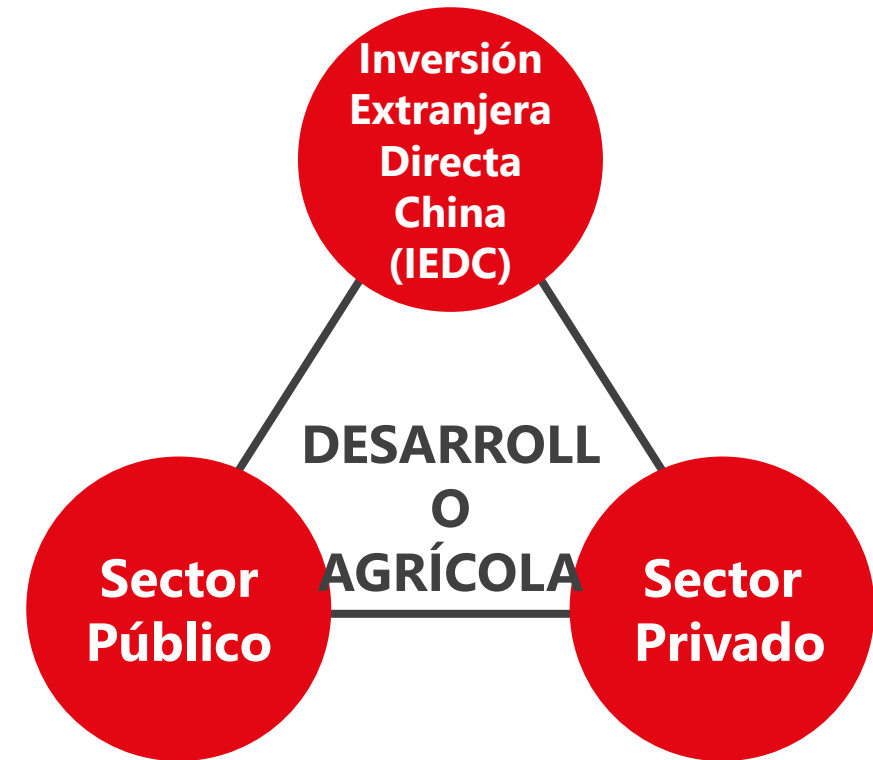 Inversión
Extranjera
Directa
China
(IEDC)
DESARROLL
O
AGRÍCOLA
Sector
Público
Sector
Privado